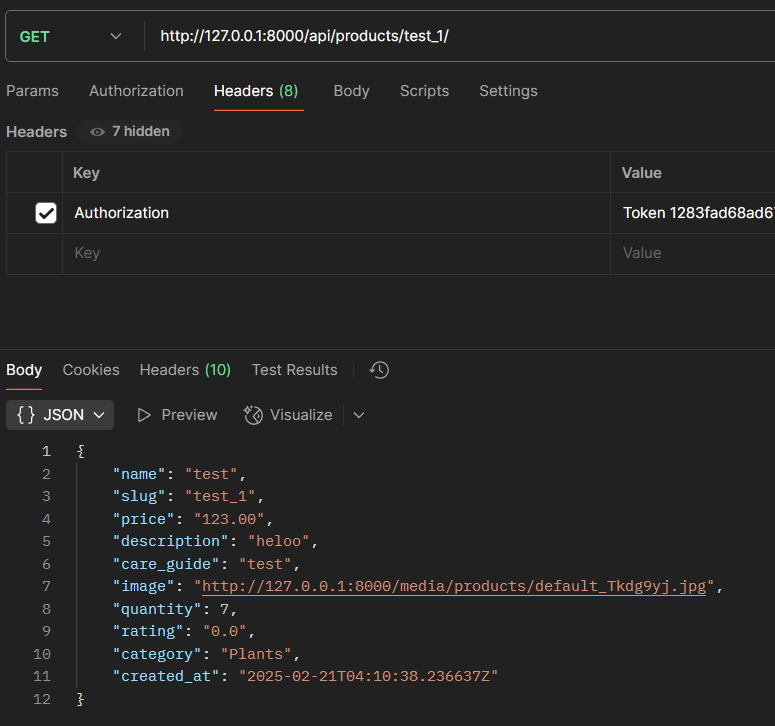 GET http://127.0.0.1:8000/api/products/test_1/
Params Authorization Headers (8) Body Scripts Settings
Headers 7 hidden
Key Value
Authorization Token 1283fad68ad6
Key Value
Body Cookies Headers (10) Test Results
{} JSON Preview Visualize
1 {
2 "name": "test",
3 "slug": "test_1",
4 "price": "123.00",
5 "description": "heloo",
6 "care_guide": "test",
7 "image": "http://127.0.0.1:8000/media/products/default_Tkdg9yj.jpg",
8 "quantity": 7,
9 "rating": "0.0",
10 "category": "Plants",
11 "created_at": "2025-02-21T04:10:38.236637Z"
12 }